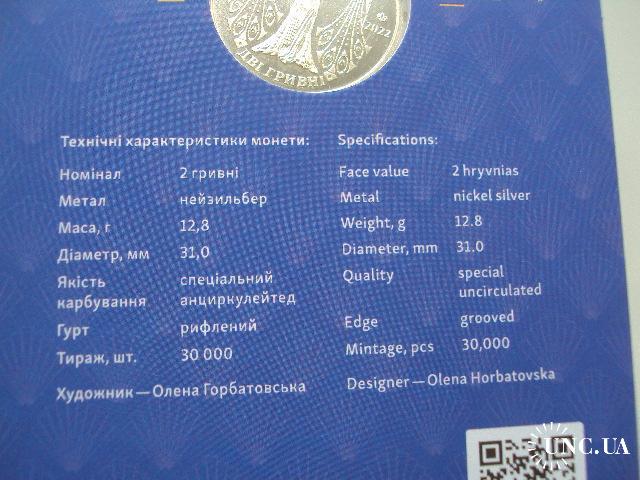 2022
ДВІ ГРИВНІ
Технічні характеристики монети:
Номінал 2 гривні
Метал нейзильбер
Маса, г 12,8
Діаметр, мм 31,0
Якість карбування спеціальний анциркулейтед
Гурт рифлений
Тираж, шт. 30 000
Художник — Олена Горбатовська
Specifications:
Face value 2 hryvnias
Metal nickel silver
Weight, g 12.8
Diameter, mm 31.0
Quality special uncirculated
Edge grooved
Mintage, pcs 30,000
Designer — Olena Horbatovska
UNC.UA